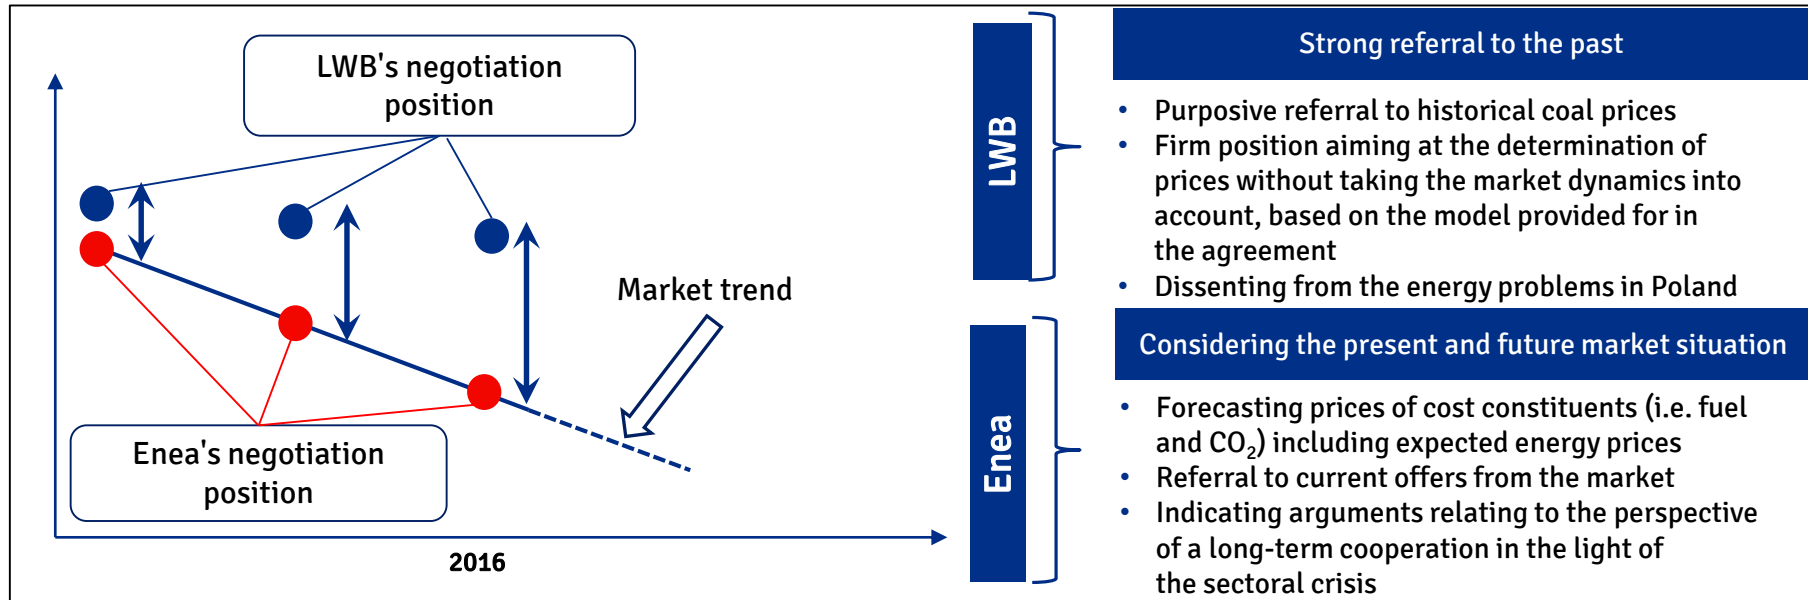 LWB's negotiation
position
Market trend
Enea's negotiation
position
2016
LWB
Strong referral to the past
• Purposive referral to historical coal prices
• Firm position aiming at the determination of
prices without taking the market dynamics into
account, based on the model provided for in
the agreement
• Dissenting from the energy problems in Poland
Enea
Considering the present and future market situation
• Forecasting prices of cost constituents (i.e. fuel
and CO₂) including expected energy prices
• Referral to current offers from the market
• Indicating arguments relating to the perspective
of a long-term cooperation in the light of
the sectoral crisis